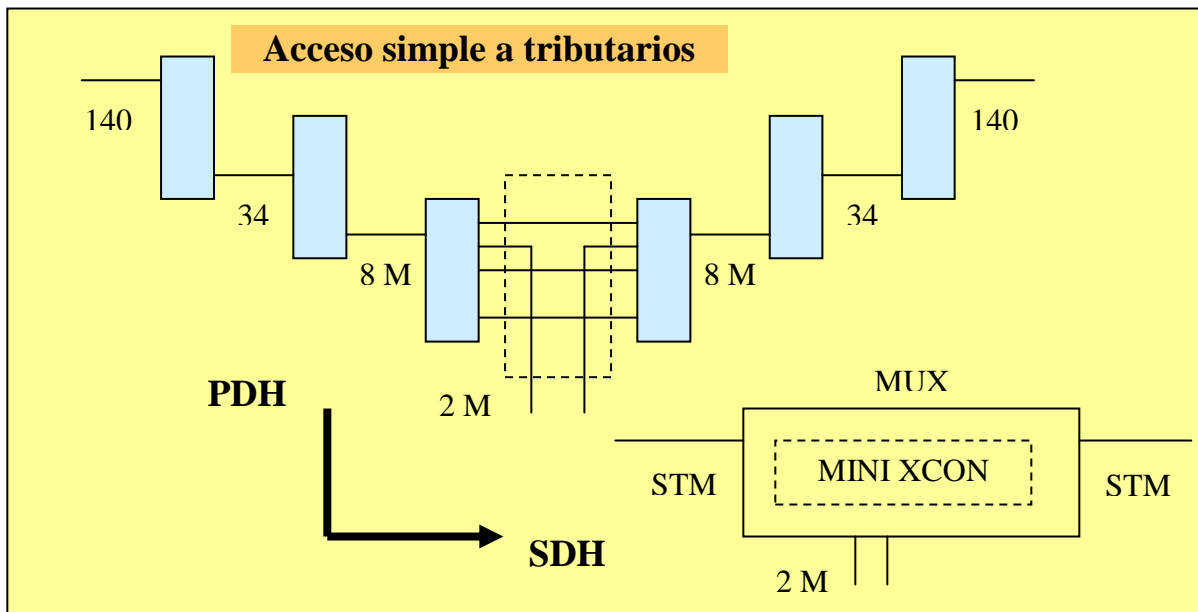 Acceso simple a tributarios
140
140
34
34
8 M
8 M
PDH
2 M
MUX
STM
MINI XCON
STM
SDH
2 M